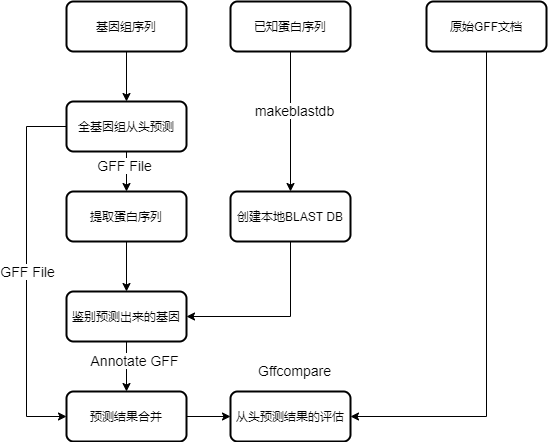 基因组序列
已知蛋白序列
原始GFF文档
makeblastdb
全基因组从头预测
GFF File
提取蛋白序列
创建本地BLAST DB
GFF File
鉴别预测出来的基因
Annotate GFF
Gffcompare
预测结果合并
从头预测结果的评估